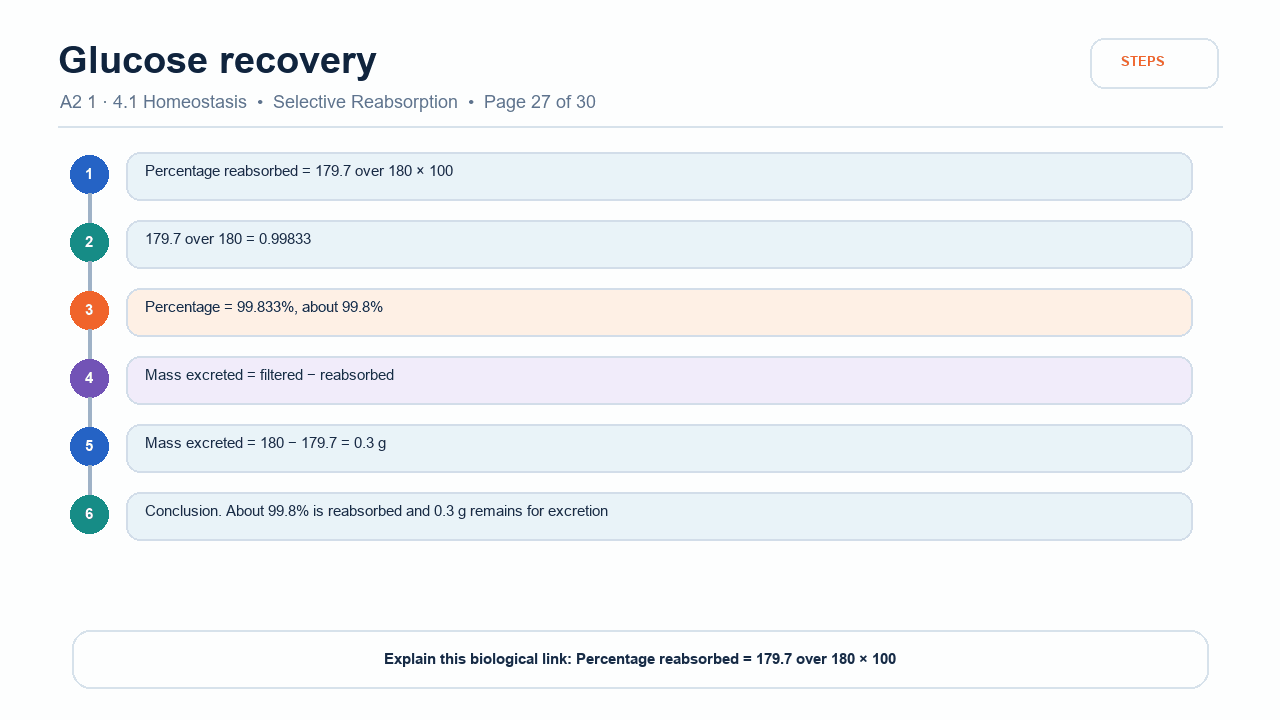 Glucose recovery
STEPS
A2 1 · 4.1 Homeostasis • Selective Reabsorption • Page 27 of 30
1 Percentage reabsorbed = 179.7 over 180 × 100
2 179.7 over 180 = 0.99833
3 Percentage = 99.833%, about 99.8%
4 Mass excreted = filtered − reabsorbed
5 Mass excreted = 180 − 179.7 = 0.3 g
6 Conclusion. About 99.8% is reabsorbed and 0.3 g remains for excretion
Explain this biological link: Percentage reabsorbed = 179.7 over 180 × 100